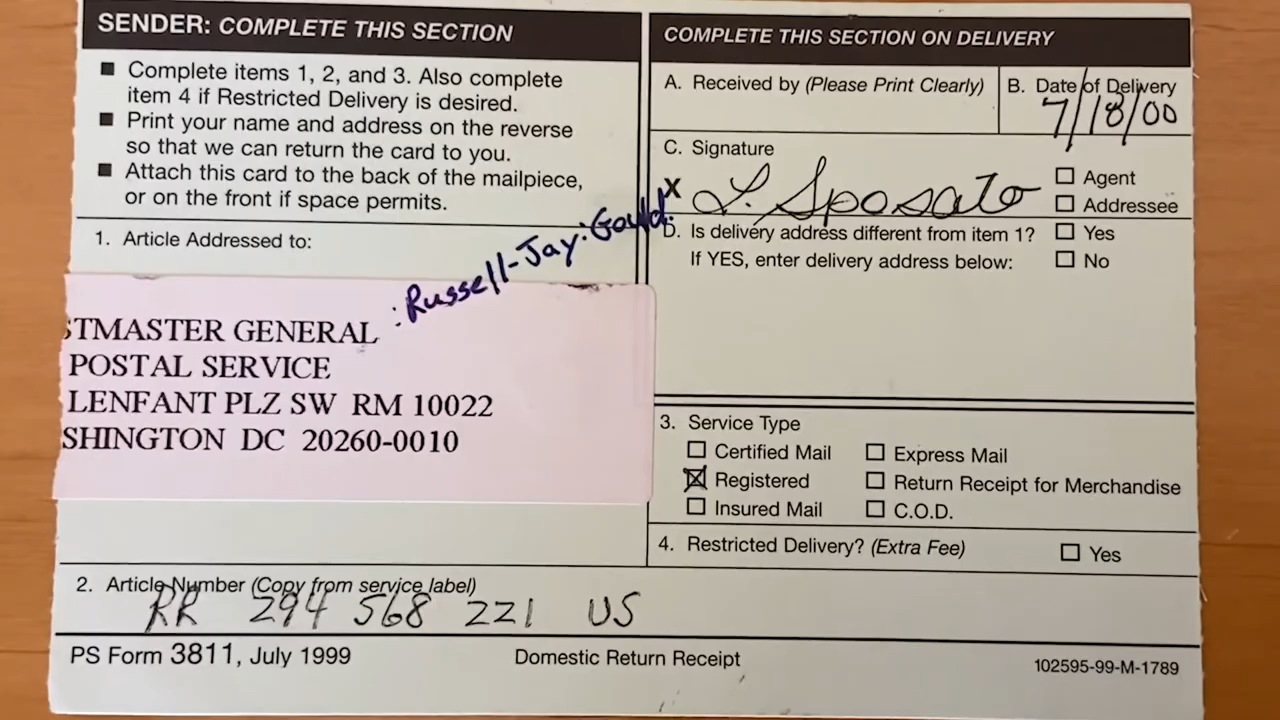 SENDER: COMPLETE THIS SECTION
■ Complete items 1, 2, and 3. Also complete
item 4 if Restricted Delivery is desired.
■ Print your name and address on the reverse
so that we can return the card to you.
■ Attach this card to the back of the mailpiece,
or on the front if space permits.
1. Article Addressed to:
:Russell-Jay:Gould.
STMASTER GENERAL
POSTAL SERVICE
LENFANT PLZ SW RM 10022
SHINGTON DC 20260-0010
COMPLETE THIS SECTION ON DELIVERY
A. Received by (Please Print Clearly)
B. Date of Delivery
7/18/00
C. Signature
X L. Sposato
Agent
Addressee
D. Is delivery address different from item 1?
Yes
If YES, enter delivery address below:
No
3. Service Type
Certified Mail
Express Mail
Registered
Return Receipt for Merchandise
Insured Mail
C.O.D.
4. Restricted Delivery? (Extra Fee)
Yes
2. Article Number (Copy from service label)
RR 294 568 221 US
PS Form 3811, July 1999
Domestic Return Receipt
102595-99-M-1789